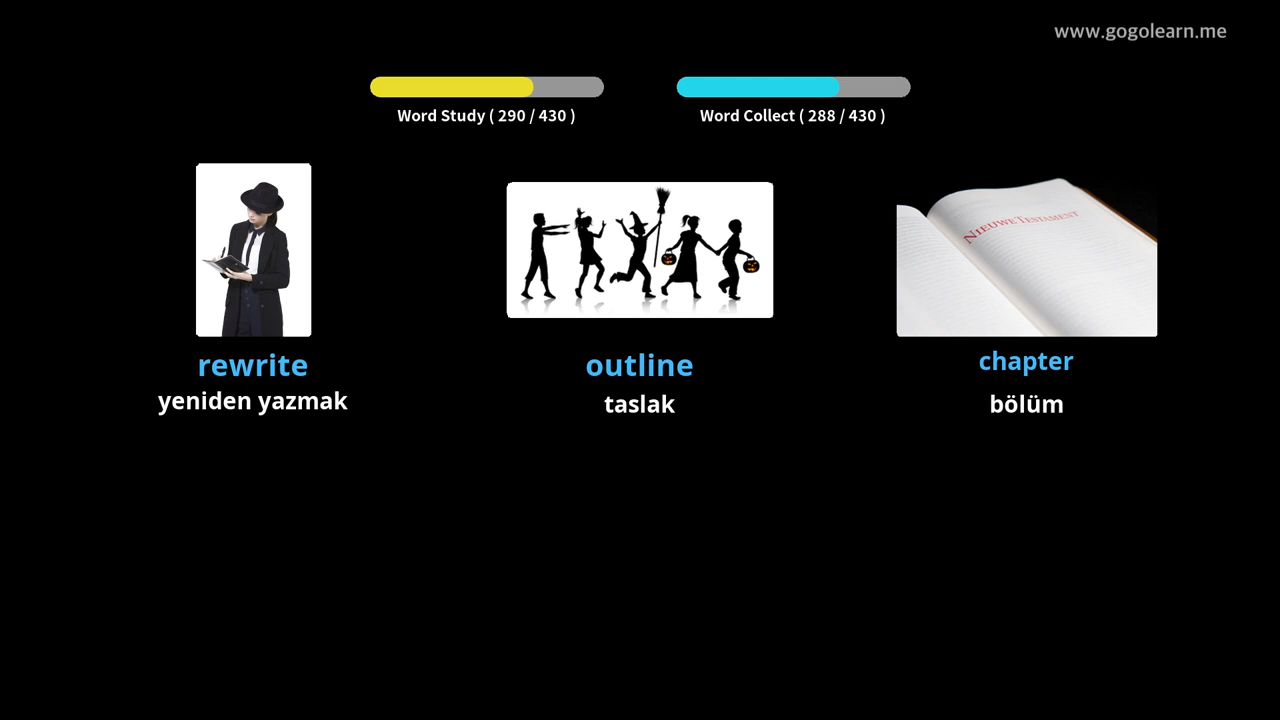 www.gogolearn.me
Word Study ( 290 / 430 )
Word Collect ( 288 / 430 )
NIEUWE TESTAMENT
rewrite
outline
chapter
yeniden yazmak
taslak
bölüm